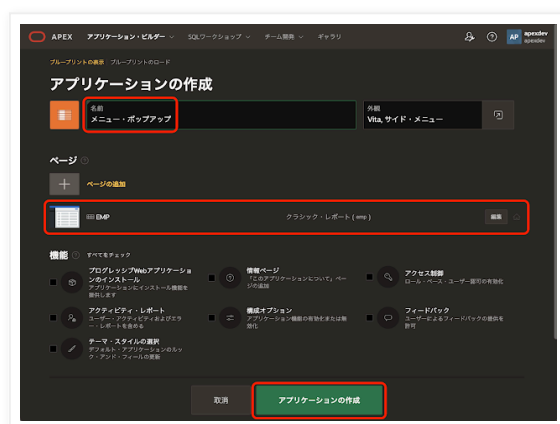 APEX アプリケーション・ビルダー SQLワークショップ チーム開発 ギャラリ AP apexdev
apexdev
ブループリントの表示 ブループリントのロード
アプリケーションの作成
名前
メニュー・ポップアップ
外観
Vita, サイド・メニュー
ページ
ページの追加
EMP クラシック・レポート ( emp ) 編集
機能 すべてチェック
プログレッシブWebアプリケーショ
ンのインストール
アプリケーションにインストール機能を
提供します
情報ページ
「このアプリケーションについて」ペー
ジの追加
アクセス制御
ロール・ベース・ユーザー認可の有効化
アクティビティ・レポート
ユーザー・アクティビティおよびエラ
ー・レポートを含める
構成オプション
アプリケーション機能の有効化または無
効化
フィードバック
ユーザーによるフィードバックの提供を
許可
テーマ・スタイルの選択
デフォルト・アプリケーションのルッ
ク・アンド・フィールの更新
取消
アプリケーションの作成